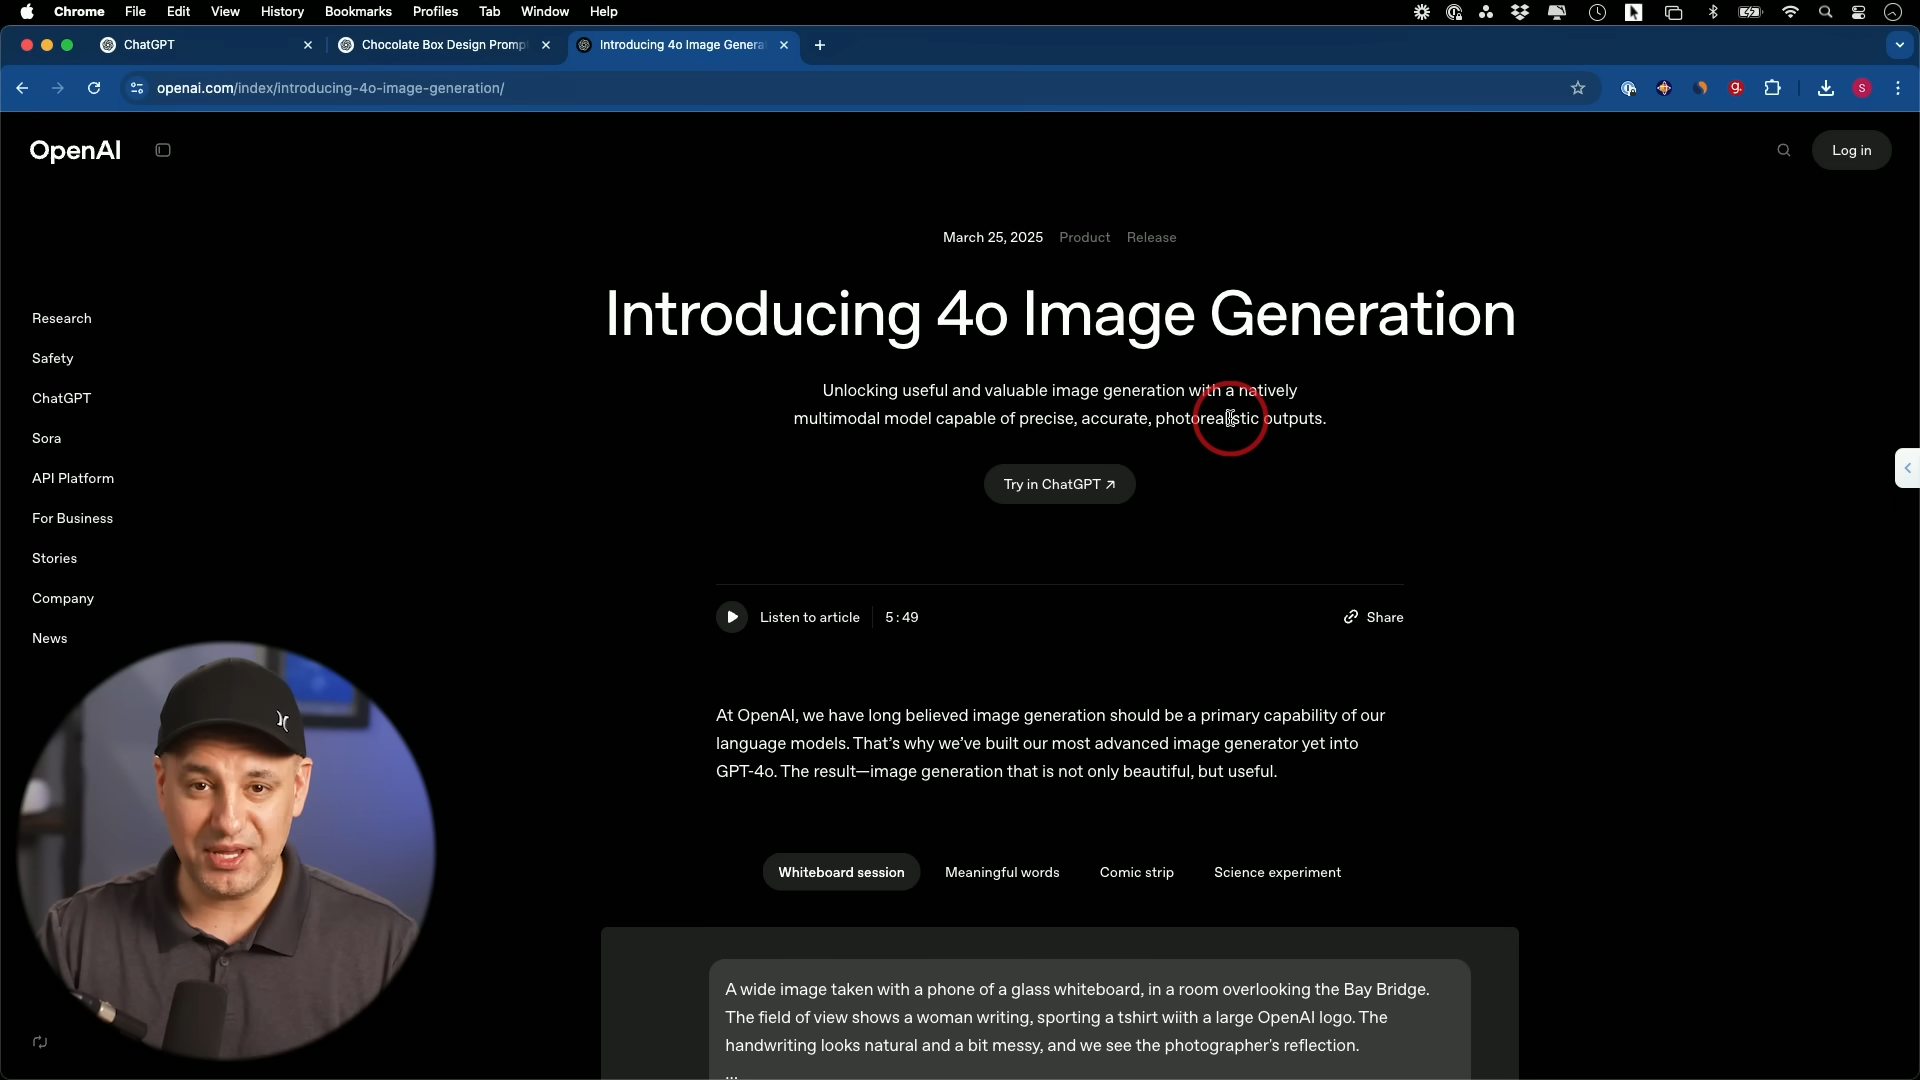 Chrome File Edit View History Bookmarks Profiles Tab Window Help
ChatGPT
Chocolate Box Design Promp
Introducing 4o Image Genera
openai.com/index/introducing-4o-image-generation/
g.
S
OpenAI
Log in
March 25, 2025 Product Release
Introducing 4o Image Generation
Unlocking useful and valuable image generation with a natively
multimodal model capable of precise, accurate, photorealistic outputs.
Try in ChatGPT ↗
Research
Safety
ChatGPT
Sora
API Platform
For Business
Stories
Company
News
Listen to article 5:49
Share
At OpenAI, we have long believed image generation should be a primary capability of our
language models. That’s why we’ve built our most advanced image generator yet into
GPT-4o. The result—image generation that is not only beautiful, but useful.
Whiteboard session Meaningful words Comic strip Science experiment
A wide image taken with a phone of a glass whiteboard, in a room overlooking the Bay Bridge.
The field of view shows a woman writing, sporting a tshirt wiith a large OpenAI logo. The
handwriting looks natural and a bit messy, and we see the photographer's reflection.
...